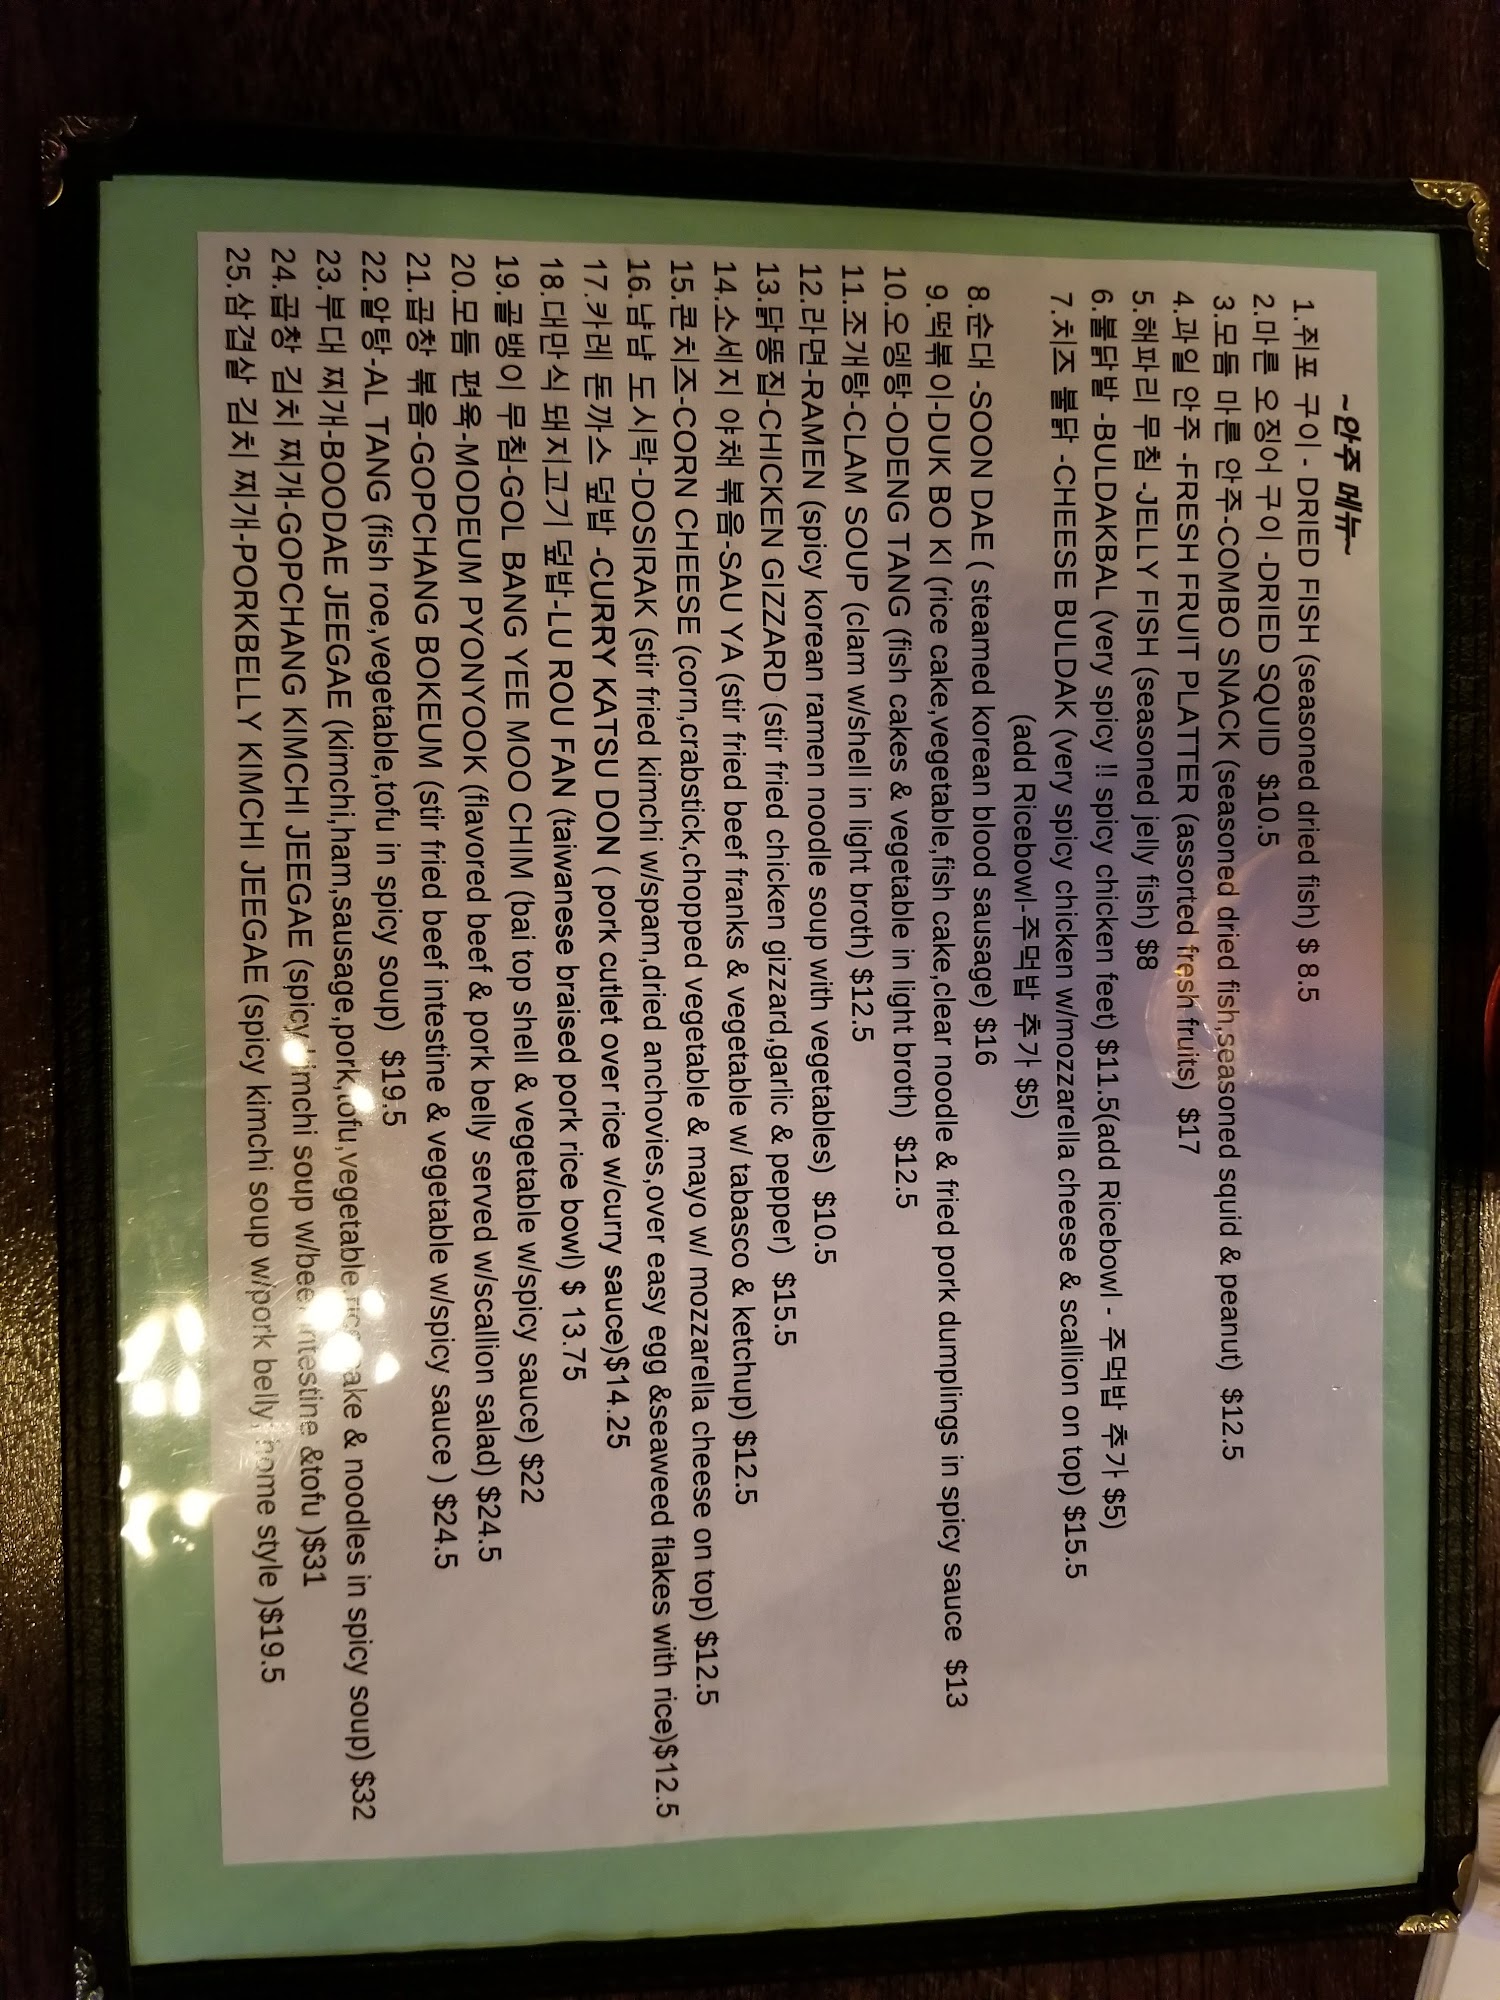 ~안주 메뉴~
1.쥐포 구이 - DRIED FISH (seasoned dried fish) $ 8.5
2.마른 오징어 구이 -DRIED SQUID $10.5
3.모둠 마른 안주-COMBO SNACK (seasoned dried fish,seasoned squid & peanut) $12.5
4.과일 안주 -FRESH FRUIT PLATTER (assorted fresh fruits) $17
5.해파리 무침 -JELLY FISH (seasoned jelly fish) $8
6.불닭발 -BULDAKBAL (very spicy !! spicy chicken feet) $11.5(add Ricebowl - 주먹밥 추가 $5)
7.치즈 불닭 -CHEESE BULDAK (very spicy chicken w/mozzarella cheese & scallion on top) $15.5
(add Ricebowl-주먹밥 추가 $5)
8.순대 -SOON DAE ( steamed korean blood sausage) $16
9.떡볶이-DUK BO KI (rice cake,vegetable,fish cake,clear noodle & fried pork dumplings in spicy sauce $13
10.오뎅탕-ODENG TANG (fish cakes & vegetable in light broth) $12.5
11.조개탕-CLAM SOUP (clam w/shell in light broth) $12.5
12.라면-RAMEN (spicy korean ramen noodle soup with vegetables) $10.5
13.닭똥집-CHICKEN GIZZARD (stir fried chicken gizzard,garlic & pepper) $15.5
14.소세지 야채 볶음-SAU YA (stir fried beef franks & vegetable w/ tabasco & ketchup) $12.5
15.콘치즈-CORN CHEESE (corn,crabstick,chopped vegetable & mayo w/ mozzarella cheese on top) $12.5
16.냠냠 도시락-DOSIRAK (stir fried kimchi w/spam,dried anchovies,over easy egg &seaweed flakes with rice)$12.5
17.카레 돈까스 덮밥 -CURRY KATSU DON ( pork cutlet over rice w/curry sauce)$14.25
18.대만식 돼지고기 덮밥-LU ROU FAN (taiwanese braised pork rice bowl) $ 13.75
19.골뱅이 무침-GOL BANG YEE MOO CHIM (bai top shell & vegetable w/spicy sauce) $22
20.모듬 편육-MODEUM PYONYOOK (flavored beef & pork belly served w/scallion salad) $24.5
21.곱창 볶음-GOPCHANG BOKEUM (stir fried beef intestine & vegetable w/spicy sauce ) $24.5
22.알탕-AL TANG (fish roe,vegetable,tofu in spicy soup) $19.5
23.부대 찌개-BOODAE JEEGAE (kimchi,ham,sausage,pork,tofu,vegetable,rice cake & noodles in spicy soup) $32
24.곱창 김치 찌개-GOPCHANG KIMCHI JEEGAE (spicy kimchi soup w/beef intestine &tofu )$31
25.삼겹살 김치 찌개-PORKBELLY KIMCHI JEEGAE (spicy kimchi soup w/pork belly, home style )$19.5